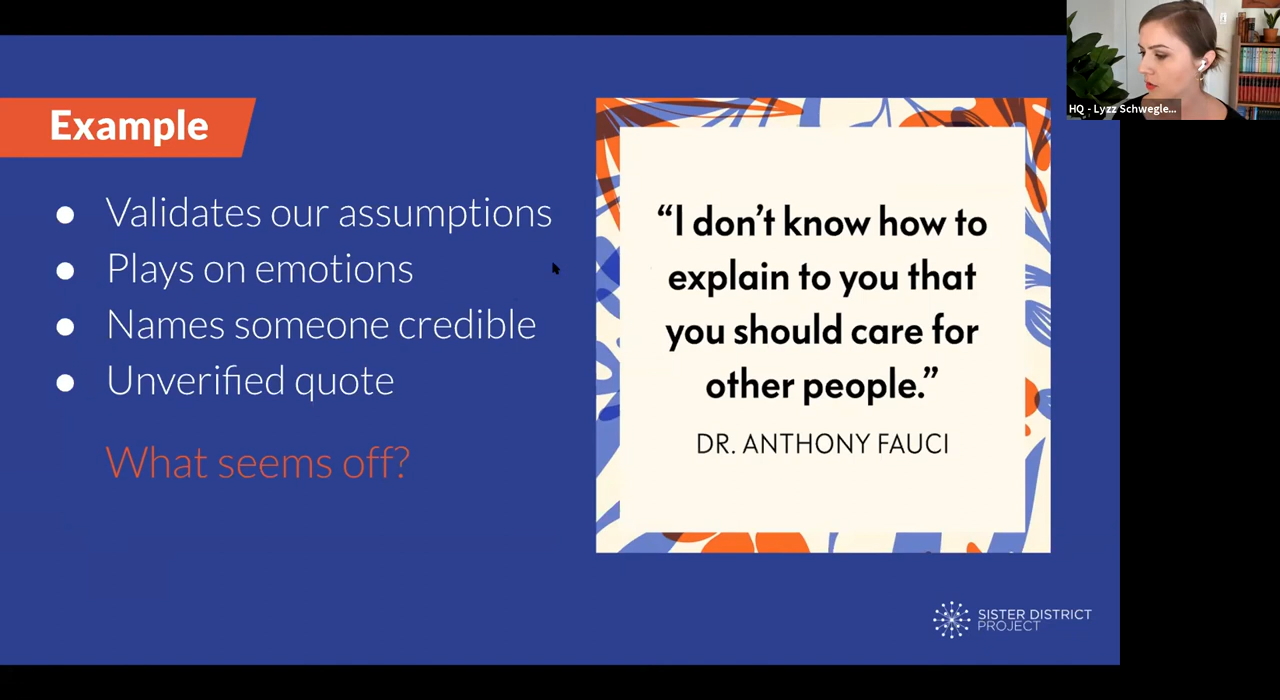 HQ - Lyzz Schwegle...
Example
Validates our assumptions
Plays on emotions
Names someone credible
Unverified quote
What seems off?
“I don’t know how to
explain to you that
you should care for
other people.”
DR. ANTHONY FAUCI
SISTER DISTRICT
PROJECT